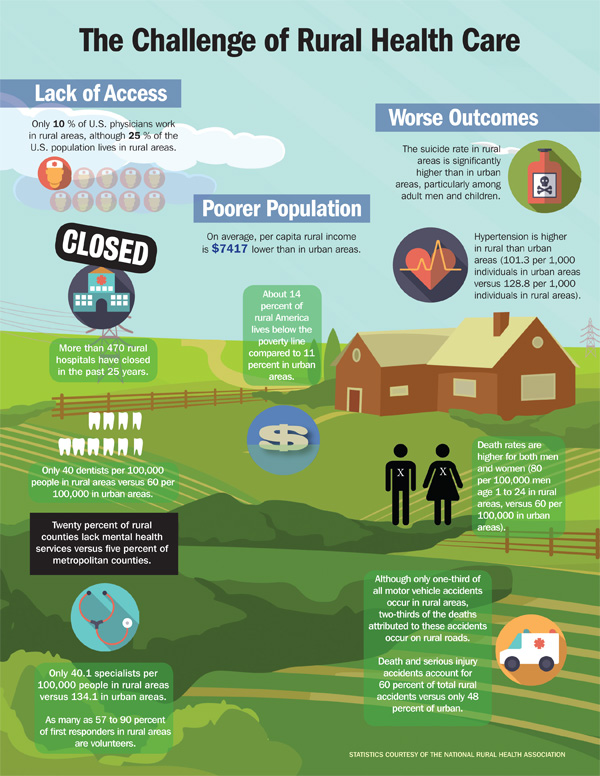 The Challenge of Rural Health Care
Lack of Access
Only 10 % of U.S. physicians work
in rural areas, although 25 % of the
U.S. population lives in rural areas.
CLOSED
More than 470 rural
hospitals have closed
in the past 25 years.
Only 40 dentists per 100,000
people in rural areas versus 60 per
100,000 in urban areas.
Twenty percent of rural
counties lack mental health
services versus five percent of
metropolitan counties.
Only 40.1 specialists per
100,000 people in rural areas
versus 134.1 in urban areas.
As many as 57 to 90 percent
of first responders in rural areas
are volunteers.
Poorer Population
On average, per capita rural income
is $7417 lower than in urban areas.
About 14
percent of
rural America
lives below the
poverty line
compared to 11
percent in urban
areas.
$
Worse Outcomes
The suicide rate in rural
areas is significantly
higher than in urban
areas, particularly among
adult men and children.
Hypertension is higher
in rural than urban
areas (101.3 per 1,000
individuals in urban areas
versus 128.8 per 1,000
individuals in rural areas).
X X
Death rates are
higher for both men
and women (80
per 100,000 men
age 1 to 24 in rural
areas, versus 60 per
100,000 in urban
areas).
Although only one-third of
all motor vehicle accidents
occur in rural areas,
two-thirds of the deaths
attributed to these accidents
occur on rural roads.
Death and serious injury
accidents account for
60 percent of total rural
accidents versus only 48
percent of urban.
STATISTICS COURTESY OF THE NATIONAL RURAL HEALTH ASSOCIATION